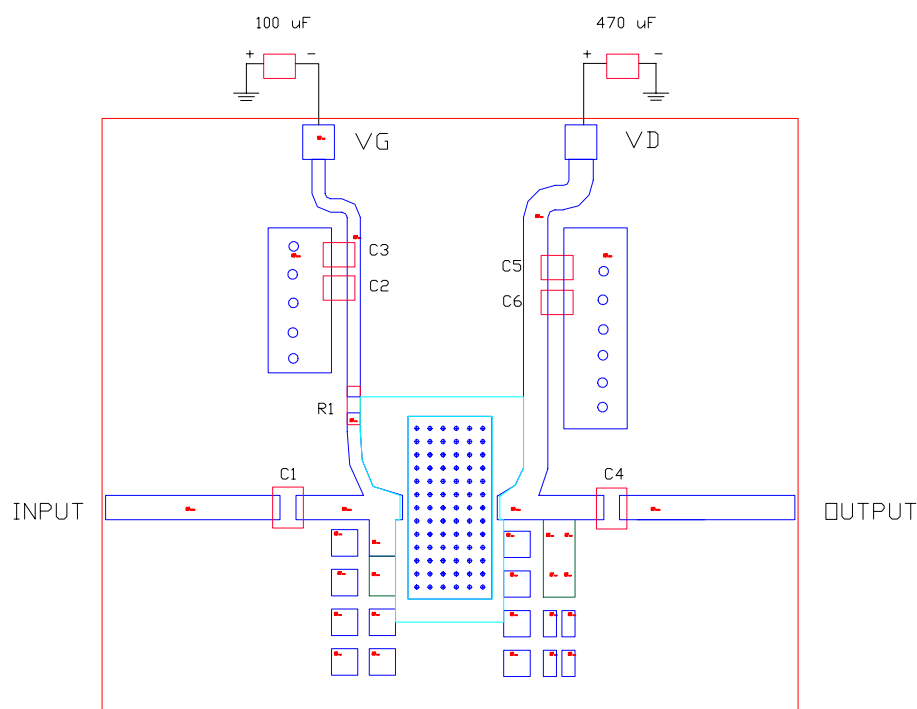 100 uF
470 uF
+ -
+ -
VG
VD
C3
C2
C5
C6
R1
C1
C4
INPUT
OUTPUT